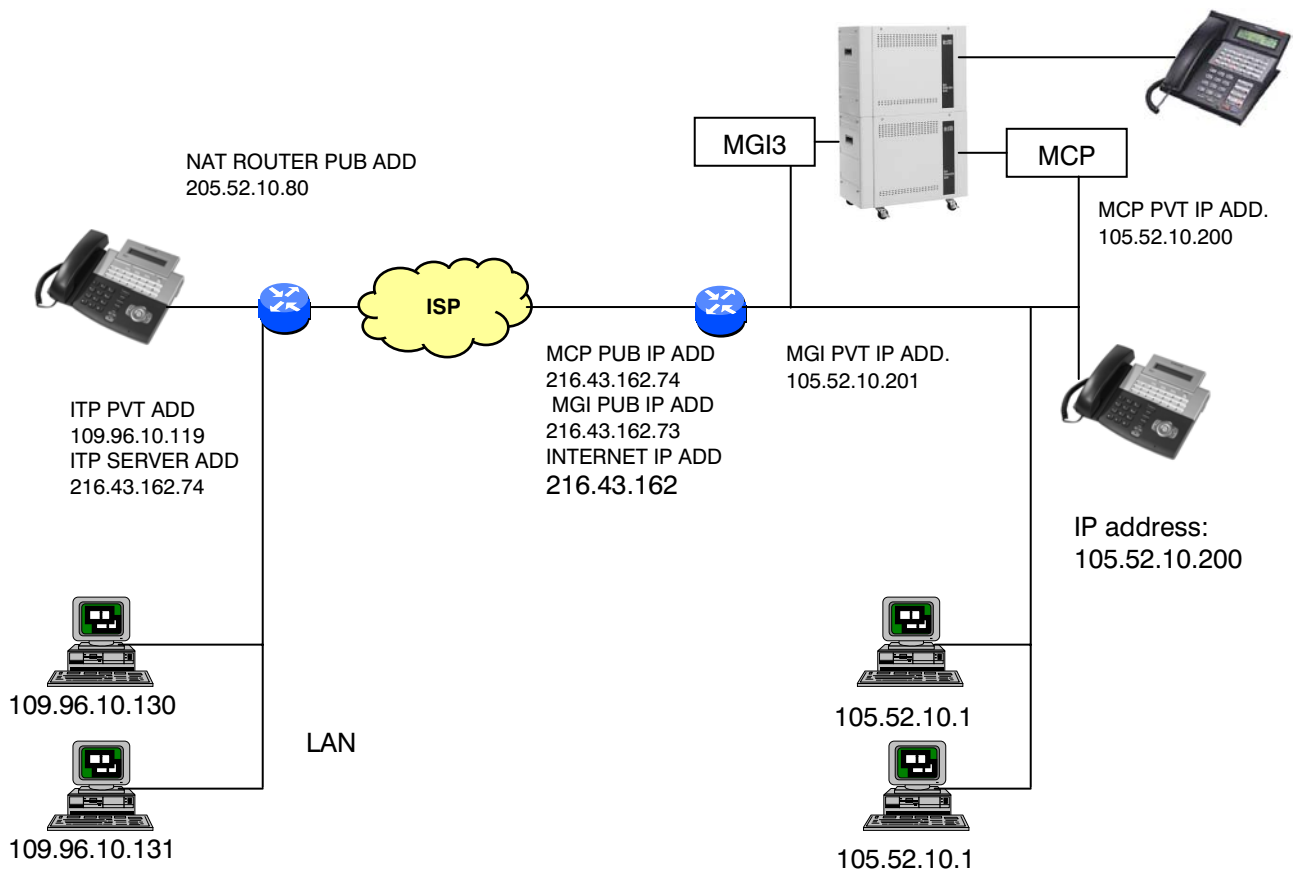 MGI3
MCP
NAT ROUTER PUB ADD
205.52.10.80
MCP PVT IP ADD.
105.52.10.200
ISP
MCP PUB IP ADD
216.43.162.74
MGI PUB IP ADD
216.43.162.73
INTERNET IP ADD
216.43.162
MGI PVT IP ADD.
105.52.10.201
ITP PVT ADD
109.96.10.119
ITP SERVER ADD
216.43.162.74
IP address:
105.52.10.200
109.96.10.130
105.52.10.1
LAN
109.96.10.131
105.52.10.1